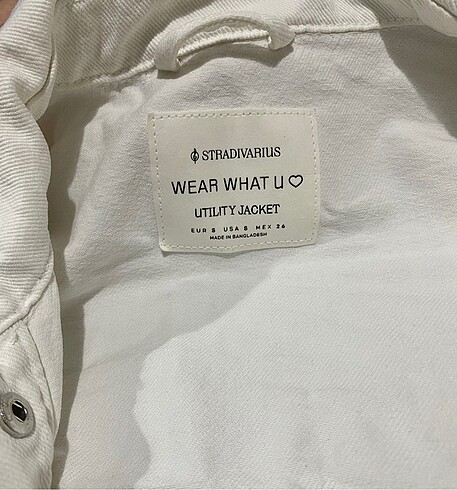 STRADIVARIUS
WEAR WHAT U ♡
UTILITY JACKET
EUR S USA S MEX 26
MADE IN BANGLADESH